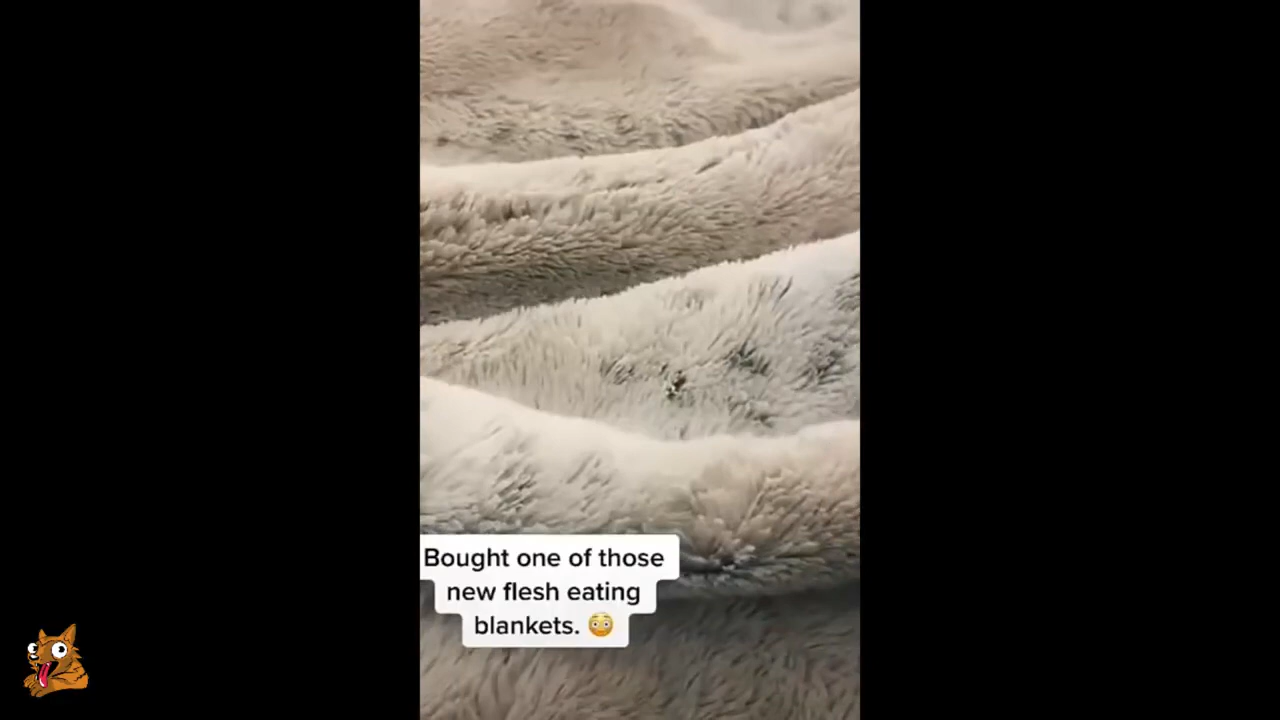 Bought one of those
new flesh eating
blankets. 😳